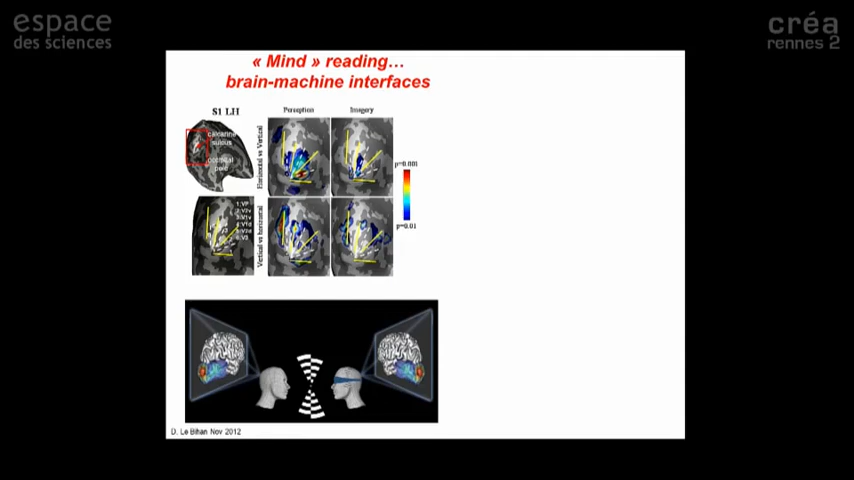 espace
des sciences
créa
rennes 2
« Mind » reading…
brain-machine interfaces
S1 LH
Perception
Imagery
calcarine
sulcus
occipital
pole
Horizontal vs Vertical
Vertical vs horizontal
p=0.001
p=0.01
D. Le Bihan Nov 2012